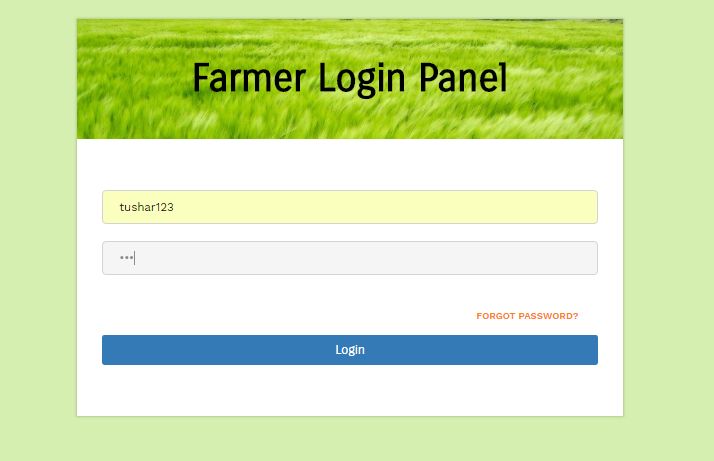 Farmer Login Panel
tushar123
•••
FORGOT PASSWORD?
Login